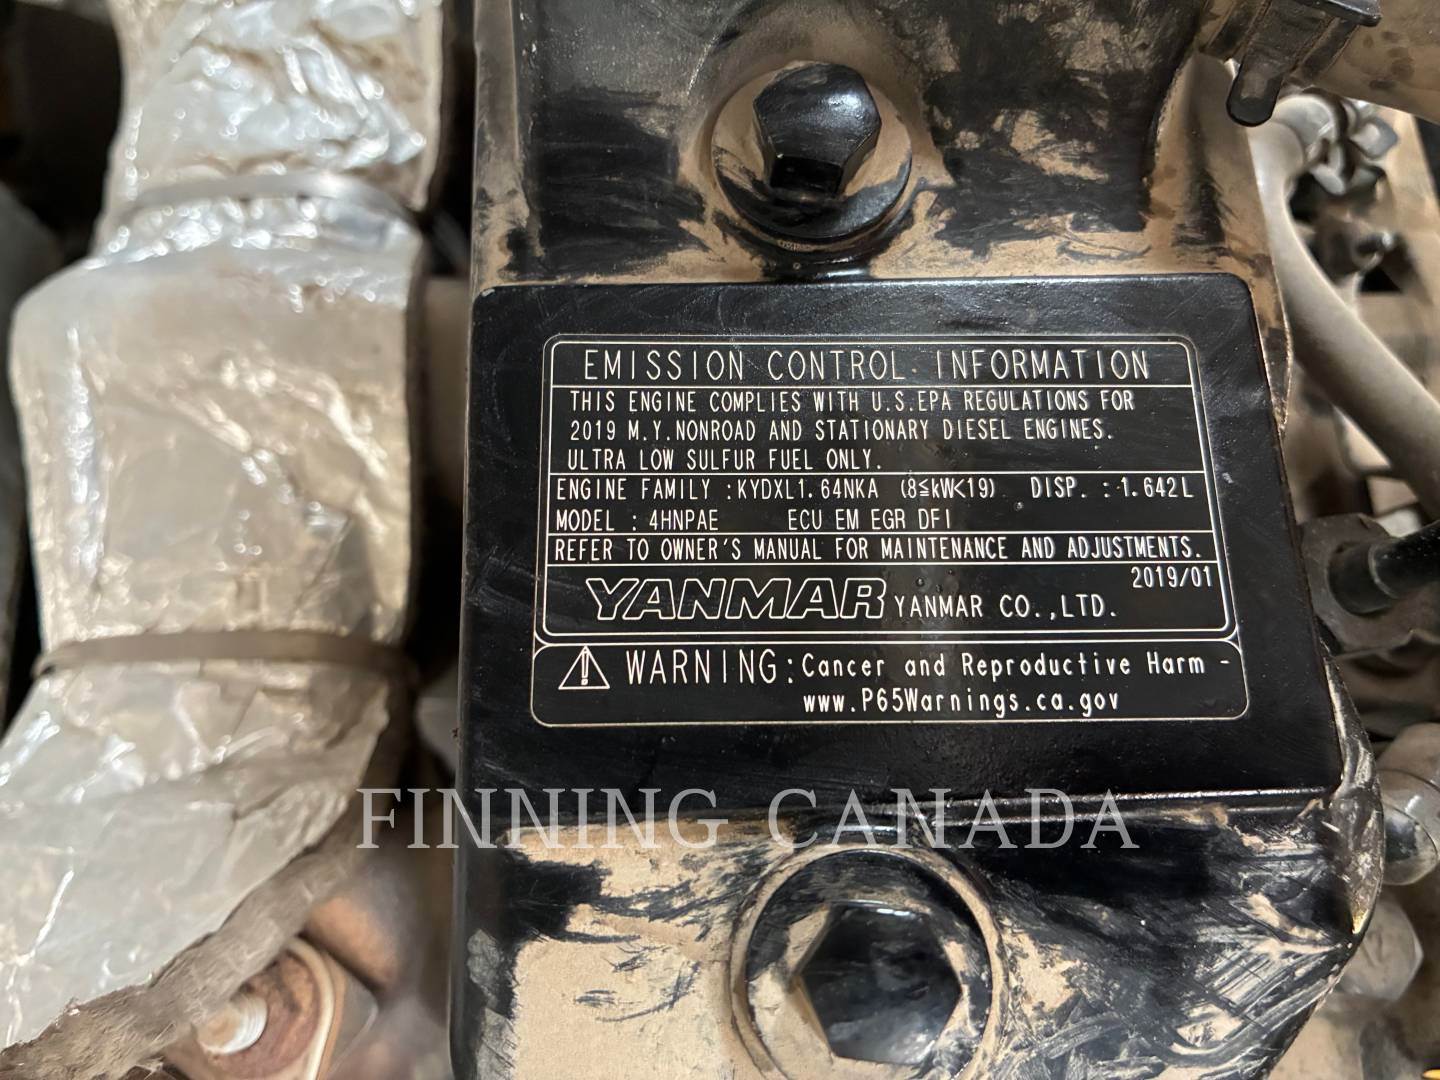 EMISSION CONTROL INFORMATION
THIS ENGINE COMPLIES WITH U.S.EPA REGULATIONS FOR
2019 M.Y.NONROAD AND STATIONARY DIESEL ENGINES.
ULTRA LOW SULFUR FUEL ONLY.
ENGINE FAMILY :KYDXL1.64NKA (8≦kW<19) DISP. :1.642L
MODEL : 4HNPAE ECU EM EGR DFI
REFER TO OWNER'S MANUAL FOR MAINTENANCE AND ADJUSTMENTS.
2019/01
YANMAR YANMAR CO.,LTD.
⚠ WARNING:Cancer and Reproductive Harm -
www.P65Warnings.ca.gov
FINNING CANADA